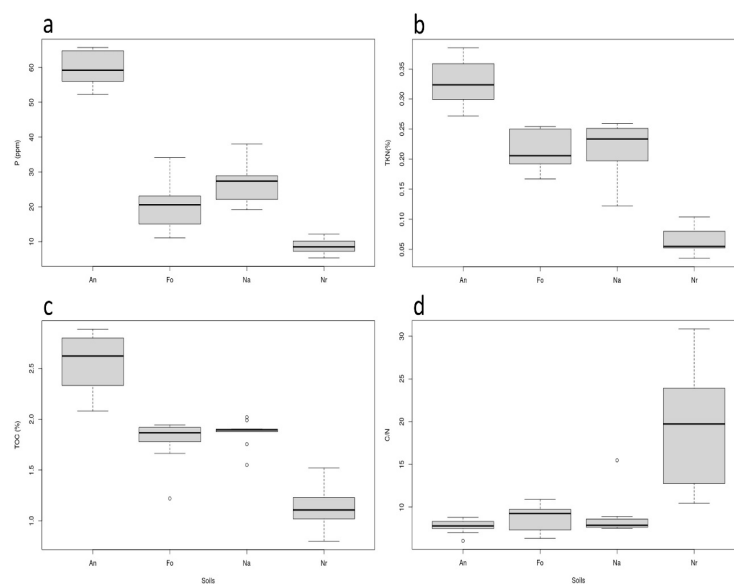 a
P (ppm)
60
50
40
30
20
10
An Fo Na Nr
b
TKN(%)
0.35
0.30
0.25
0.20
0.15
0.10
0.05
An Fo Na Nr
c
TOC (%)
2.5
2.0
1.5
1.0
An Fo Na Nr
Soils
d
C/N
30
25
20
15
10
An Fo Na Nr
Soils